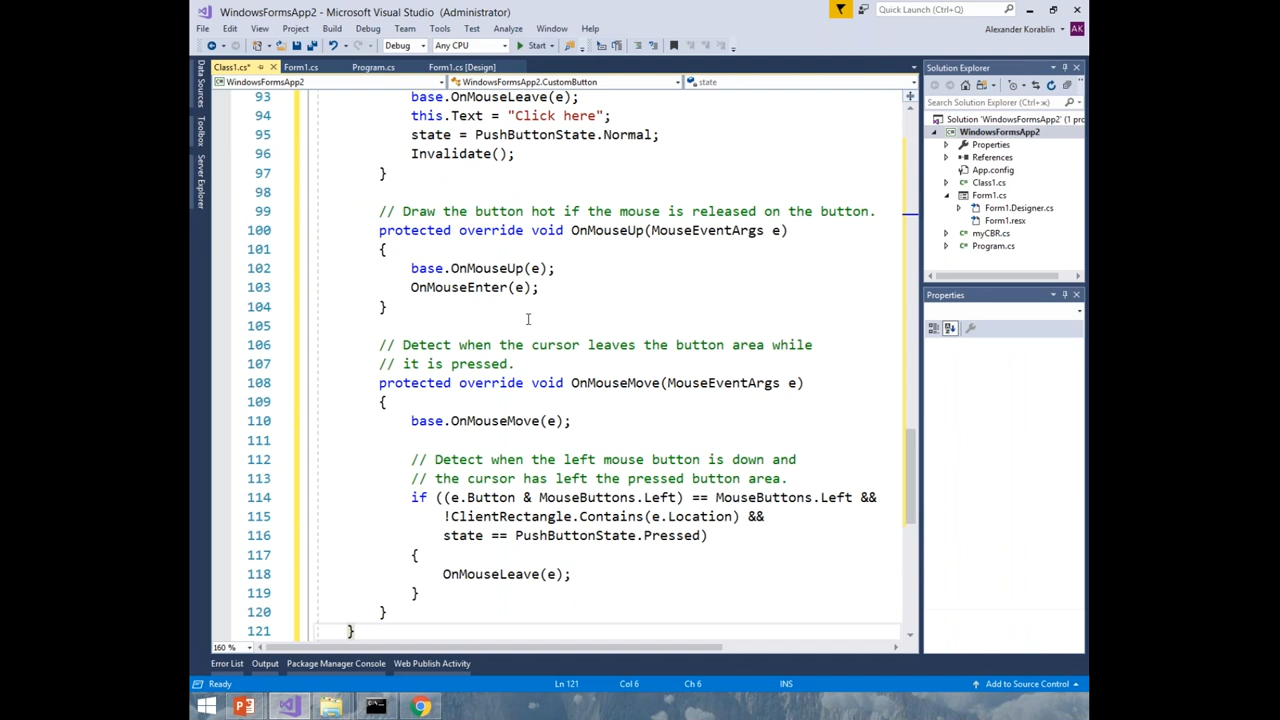 WindowsFormsApp2 - Microsoft Visual Studio (Administrator)
Quick Launch (Ctrl+Q)
File Edit View Project Build Debug Team Tools Test Analyze Window Help
Alexander Korablin
AK
Debug
Any CPU
Start
Class1.cs*
Form1.cs
Program.cs
Form1.cs [Design]
WindowsFormsApp2
WindowsFormsApp2.CustomButton
state
Data Sources
Toolbox
Server Explorer
93 base.OnMouseLeave(e);
94 this.Text = "Click here";
95 state = PushButtonState.Normal;
96 Invalidate();
97 }
98
99 // Draw the button hot if the mouse is released on the button.
100 protected override void OnMouseUp(MouseEventArgs e)
101 {
102 base.OnMouseUp(e);
103 OnMouseEnter(e);
104 }
105
106 // Detect when the cursor leaves the button area while
107 // it is pressed.
108 protected override void OnMouseMove(MouseEventArgs e)
109 {
110 base.OnMouseMove(e);
111
112 // Detect when the left mouse button is down and
113 // the cursor has left the pressed button area.
114 if ((e.Button & MouseButtons.Left) == MouseButtons.Left &&
115 !ClientRectangle.Contains(e.Location) &&
116 state == PushButtonState.Pressed)
117 {
118 OnMouseLeave(e);
119 }
120 }
121 }
160 %
Solution Explorer
Search Solution Explorer (Ctrl+;)
Solution 'WindowsFormsApp2' (1 pro
WindowsFormsApp2
Properties
References
App.config
Class1.cs
Form1.cs
Form1.Designer.cs
Form1.resx
myCBR.cs
Program.cs
Properties
Error List
Output
Package Manager Console
Web Publish Activity
Ready
Ln 121
Col 6
Ch 6
INS
Add to Source Control